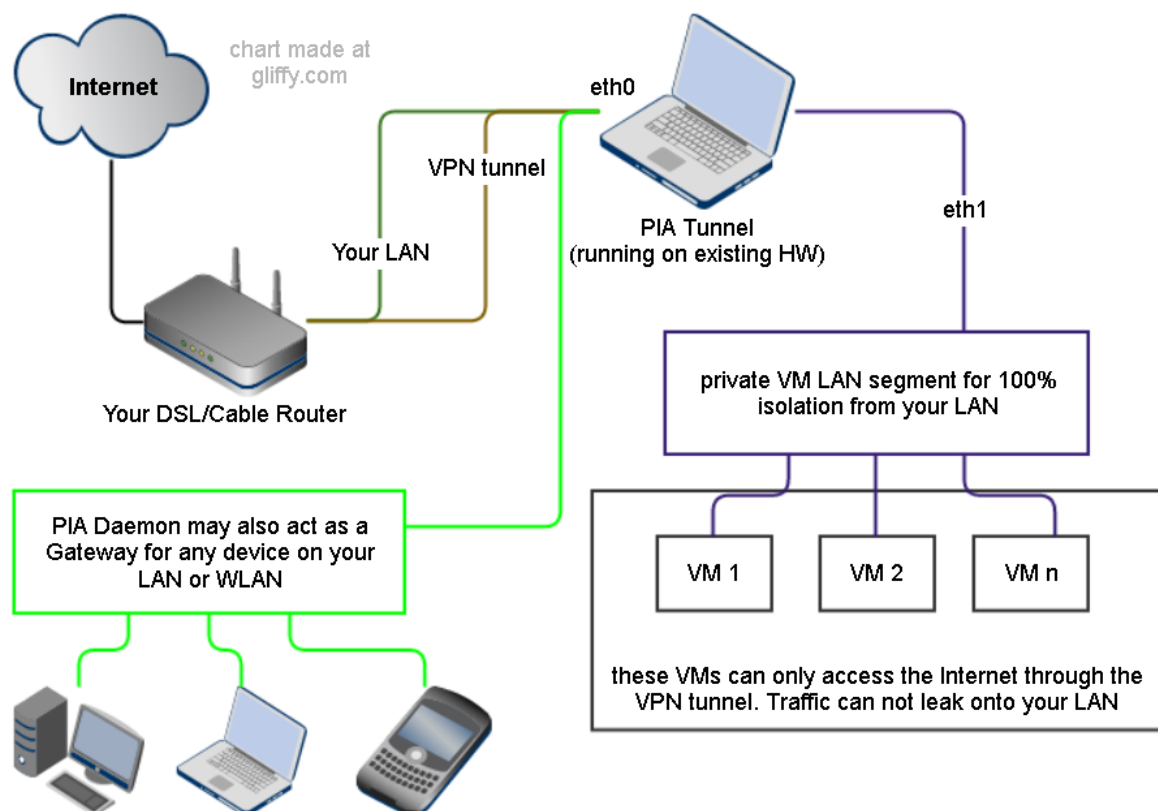 Internet
chart made at
gliffy.com
eth0
VPN tunnel
Your LAN
PIA Tunnel
(running on existing HW)
eth1
Your DSL/Cable Router
private VM LAN segment for 100%
isolation from your LAN
PIA Daemon may also act as a
Gateway for any device on your
LAN or WLAN
VM 1
VM 2
VM n
these VMs can only access the Internet through the
VPN tunnel. Traffic can not leak onto your LAN